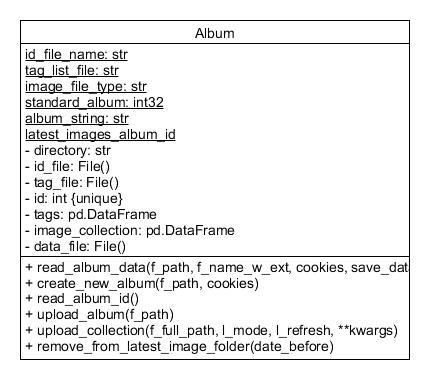 Album
id_file_name: str
tag_list_file: str
image_file_type: str
standard_album: int32
album_string: str
latest_images_album_id
- directory: str
- id_file: File()
- tag_file: File()
- id: int {unique}
- tags: pd.DataFrame
- image_collection: pd.DataFrame
- data_file: File()
+ read_album_data(f_path, f_name_w_ext, cookies, save_dat
+ create_new_album(f_path, cookies)
+ read_album_id()
+ upload_album(f_path)
+ upload_collection(f_full_path, l_mode, l_refresh, **kwargs)
+ remove_from_latest_image_folder(date_before)